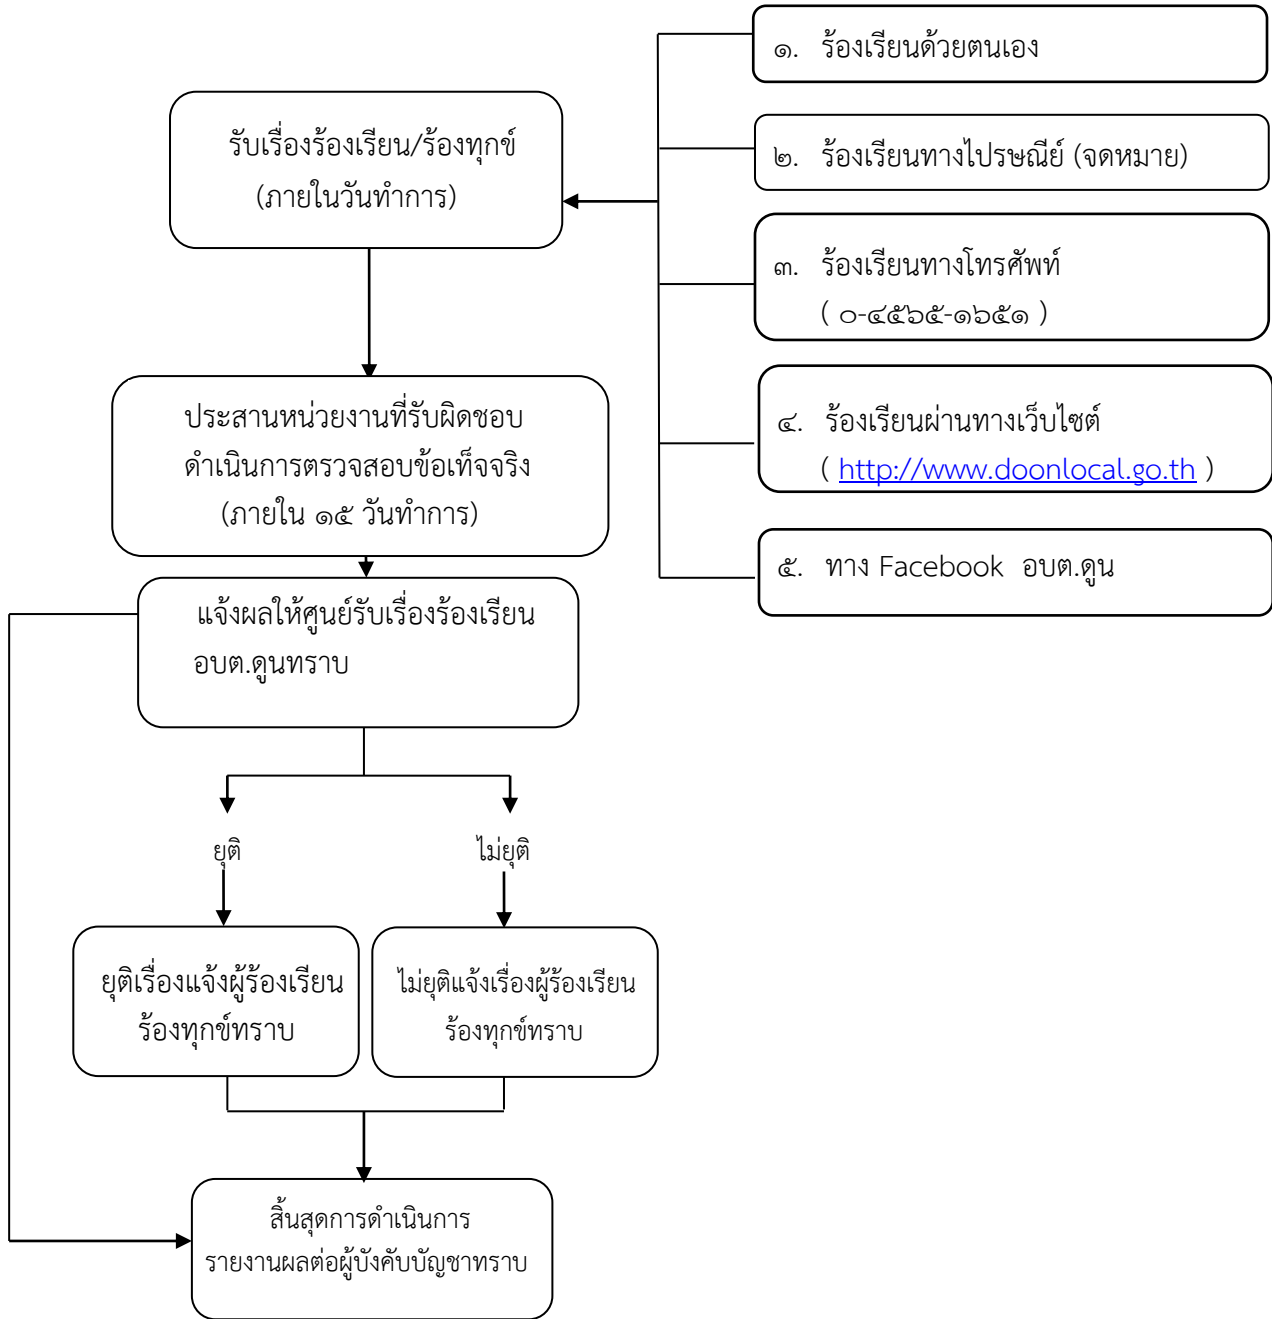 ๑. ร้องเรียนด้วยตนเอง
รับเรื่องร้องเรียน/ร้องทุกข์
(ภายในวันทำการ)
๒. ร้องเรียนทางไปรษณีย์ (จดหมาย)
๓. ร้องเรียนทางโทรศัพท์
( ๐-๔๕๖๕-๑๖๕๑ )
๔. ร้องเรียนผ่านทางเว็บไซต์
( http://www.doonlocal.go.th )
๕. ทาง Facebook อบต.ดูน
ประสานหน่วยงานที่รับผิดชอบ
ดำเนินการตรวจสอบข้อเท็จจริง
(ภายใน ๑๕ วันทำการ)
แจ้งผลให้ศูนย์รับเรื่องร้องเรียน
อบต.ดูนทราบ
ยุติ
ไม่ยุติ
ยุติเรื่องแจ้งผู้ร้องเรียน
ร้องทุกข์ทราบ
ไม่ยุติแจ้งเรื่องผู้ร้องเรียน
ร้องทุกข์ทราบ
สิ้นสุดการดำเนินการ
รายงานผลต่อผู้บังคับบัญชาทราบ